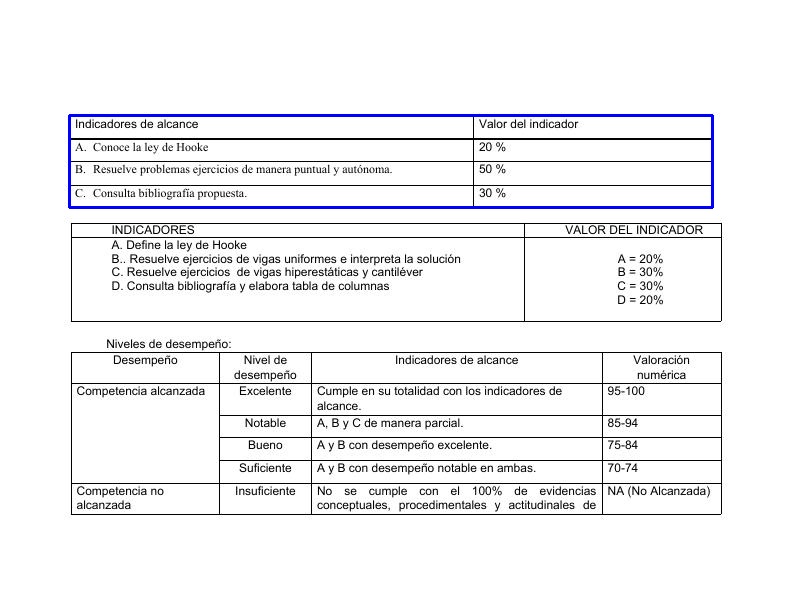 Indicadores de alcance Valor del indicador
A. Conoce la ley de Hooke 20 %
B. Resuelve problemas ejercicios de manera puntual y autónoma. 50 %
C. Consulta bibliografía propuesta. 30 %
INDICADORES VALOR DEL INDICADOR
A. Define la ley de Hooke
B.. Resuelve ejercicios de vigas uniformes e interpreta la solución A = 20%
C. Resuelve ejercicios de vigas hiperestáticas y cantiléver B = 30%
D. Consulta bibliografía y elabora tabla de columnas C = 30%
D = 20%
Niveles de desempeño:
Desempeño Nivel de desempeño Indicadores de alcance Valoración numérica
Competencia alcanzada Excelente Cumple en su totalidad con los indicadores de 95-100
alcance.
Notable A, B y C de manera parcial. 85-94
Bueno A y B con desempeño excelente. 75-84
Suficiente A y B con desempeño notable en ambas. 70-74
Competencia no Insuficiente No se cumple con el 100% de evidencias NA (No Alcanzada)
alcanzada conceptuales, procedimentales y actitudinales de